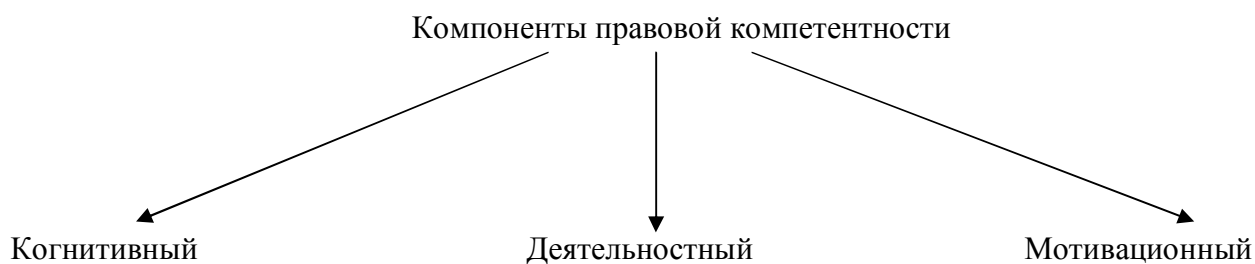 Компоненты правовой компетентности
Когнитивный Деятельностный Мотивационный